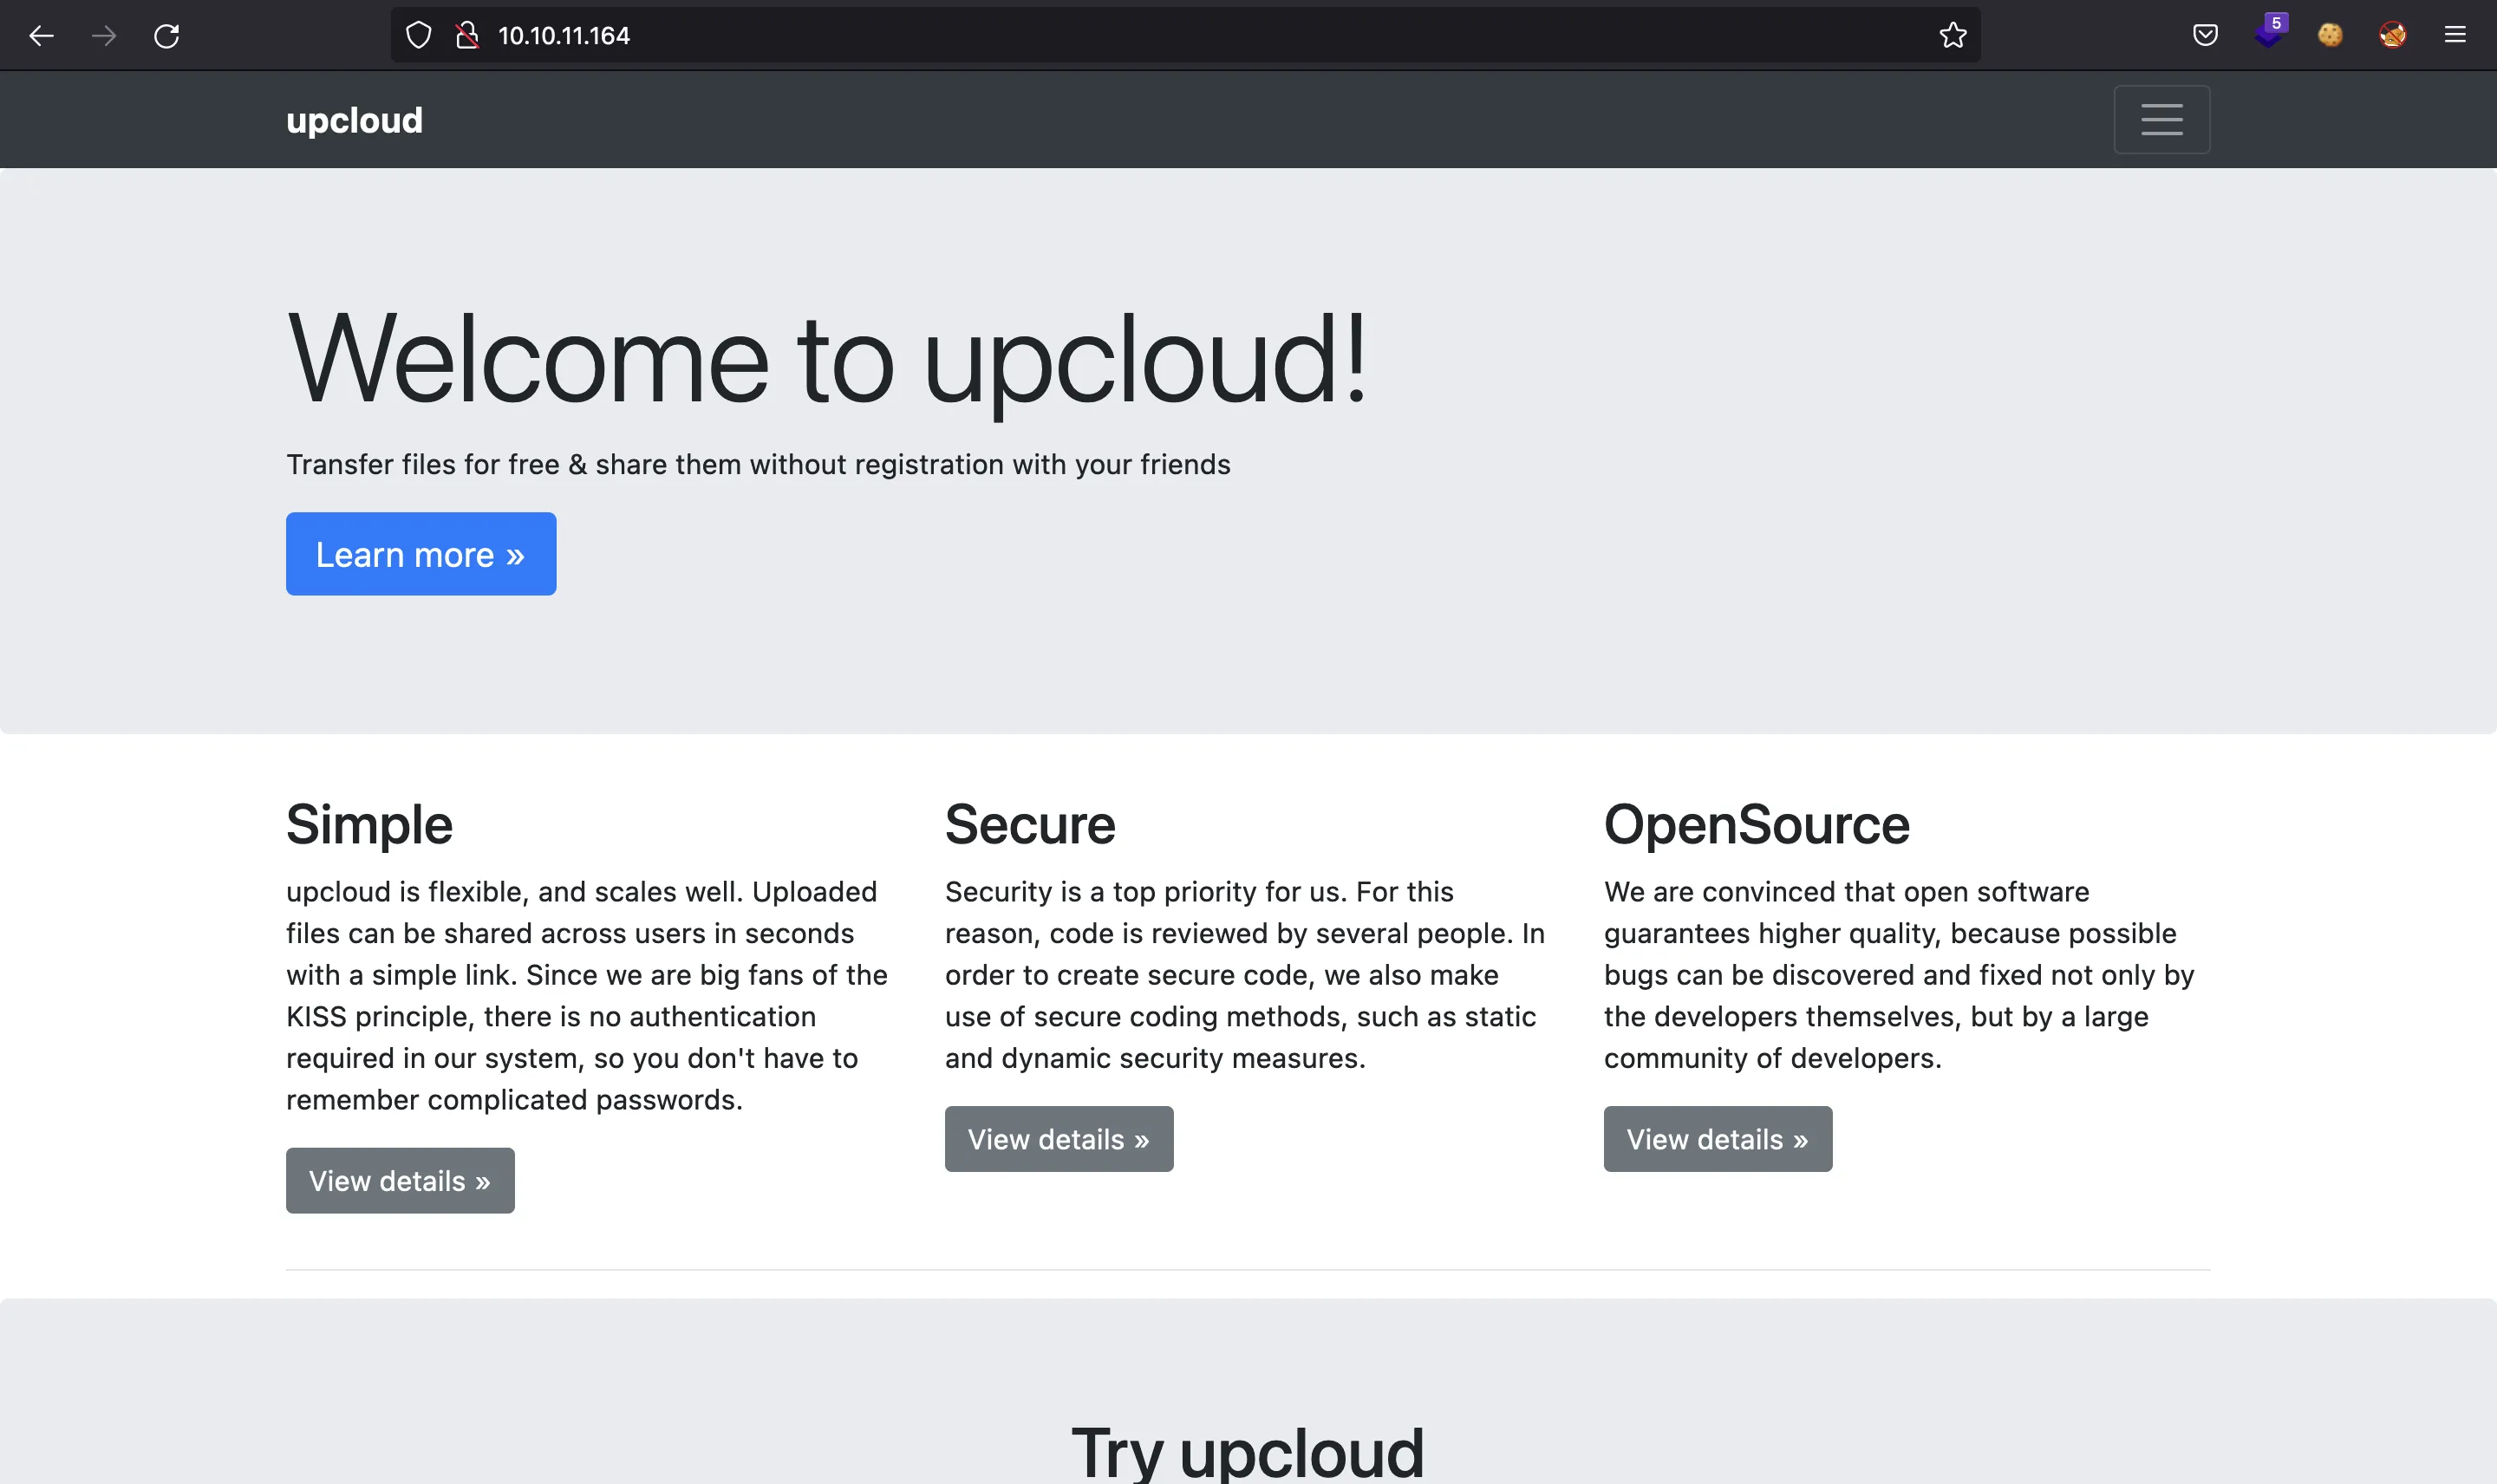 10.10.11.164
5
upcloud
Welcome to upcloud!
Transfer files for free & share them without registration with your friends
Learn more »
Simple
upcloud is flexible, and scales well. Uploaded
files can be shared across users in seconds
with a simple link. Since we are big fans of the
KISS principle, there is no authentication
required in our system, so you don't have to
remember complicated passwords.
View details »
Secure
Security is a top priority for us. For this
reason, code is reviewed by several people. In
order to create secure code, we also make
use of secure coding methods, such as static
and dynamic security measures.
View details »
OpenSource
We are convinced that open software
guarantees higher quality, because possible
bugs can be discovered and fixed not only by
the developers themselves, but by a large
community of developers.
View details »
Try upcloud